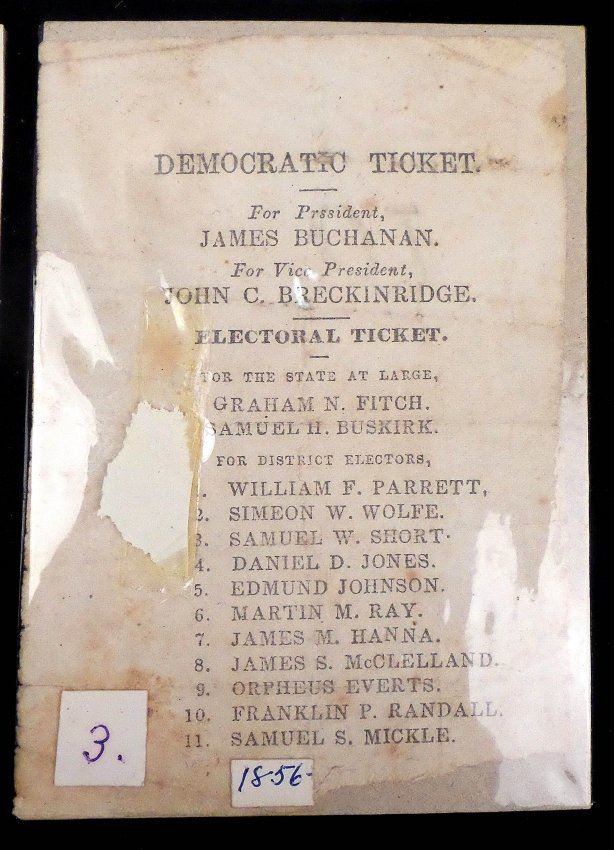 DEMOCRATIC TICKET.
For Prssident,
JAMES BUCHANAN.
For Vice President,
JOHN C. BRECKINRIDGE.
ELECTORAL TICKET.
FOR THE STATE AT LARGE,
GRAHAM N. FITCH.
SAMUEL H. BUSKIRK.
FOR DISTRICT ELECTORS,
1. WILLIAM F. PARRETT,
2. SIMEON W. WOLFE.
3. SAMUEL W. SHORT.
4. DANIEL D. JONES.
5. EDMUND JOHNSON.
6. MARTIN M. RAY.
7. JAMES M. HANNA.
8. JAMES S. McCLELLAND.
9. ORPHEUS EVERTS.
10. FRANKLIN P. RANDALL.
11. SAMUEL S. MICKLE.
3.
1856-